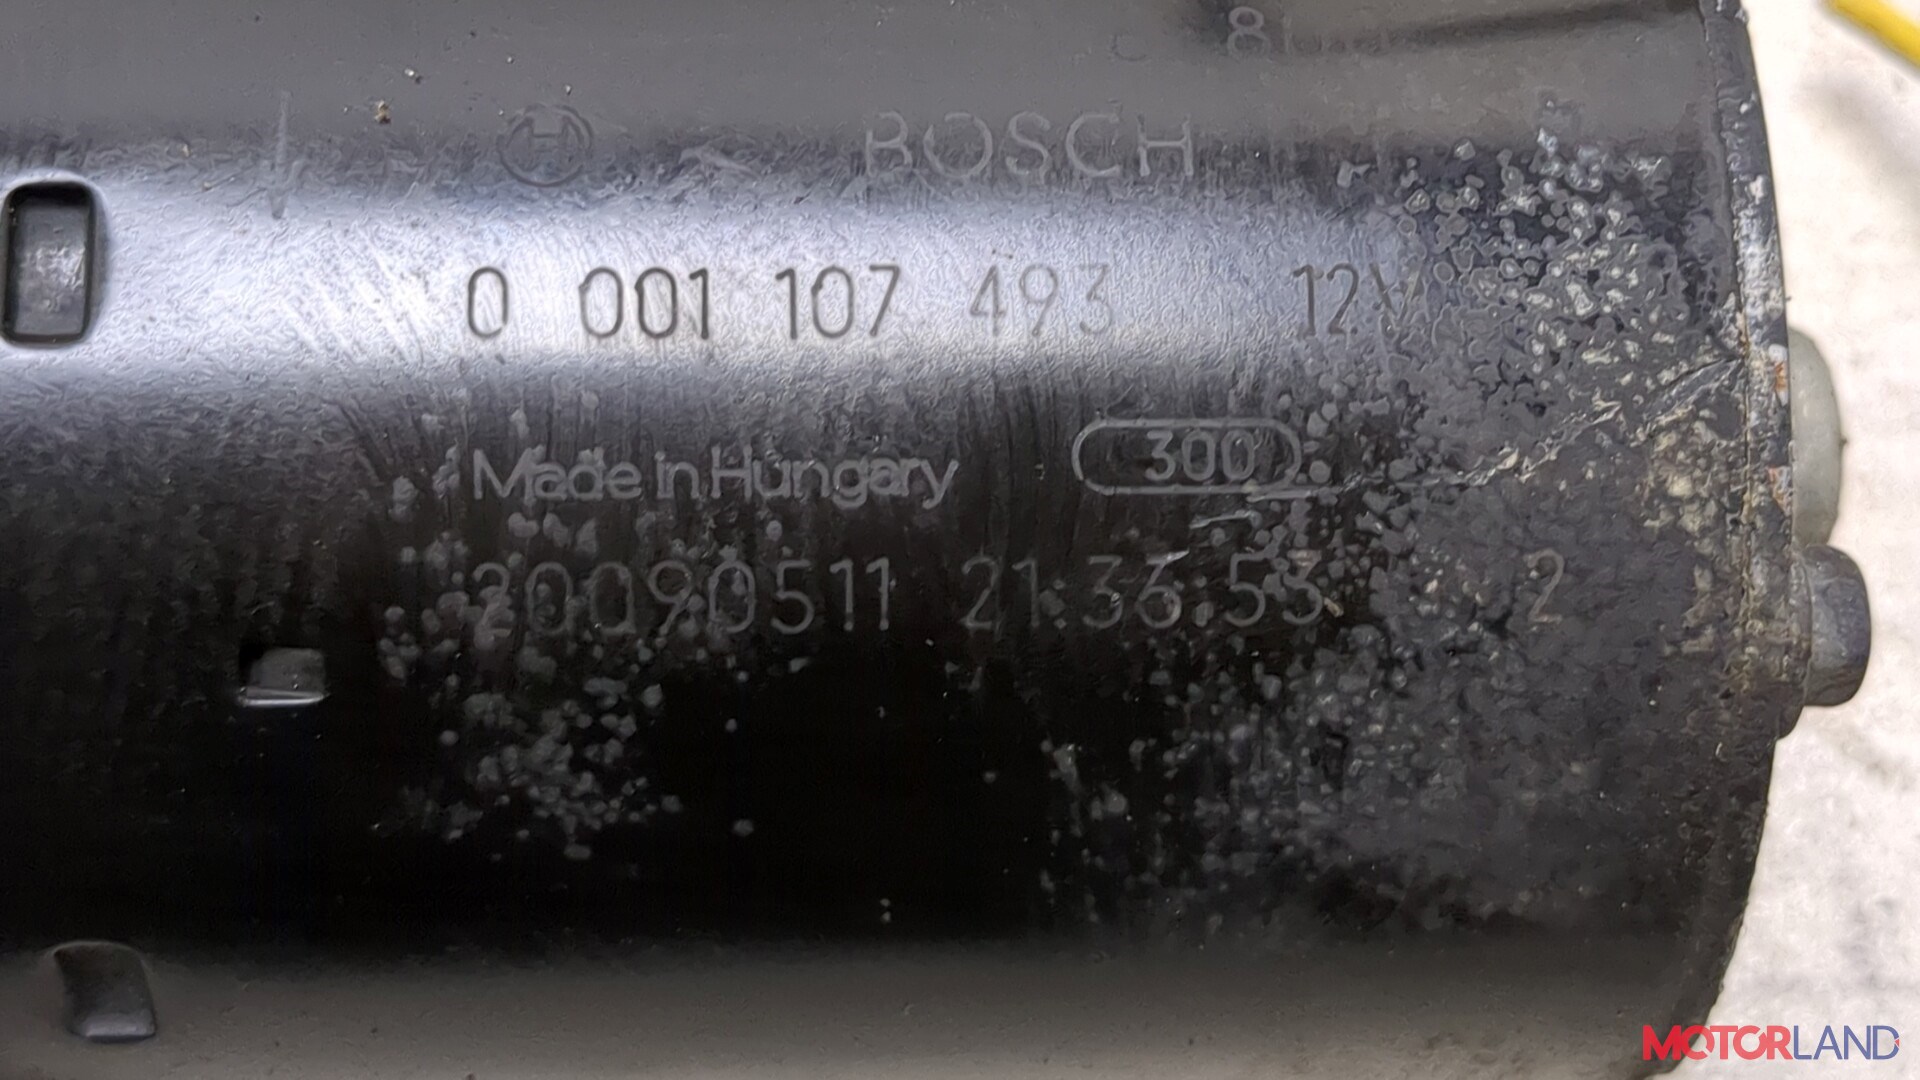 BOSCH
0 001 107 493 12V
Made in Hungary 300
20090511 21.36.53 2
MOTORLAND